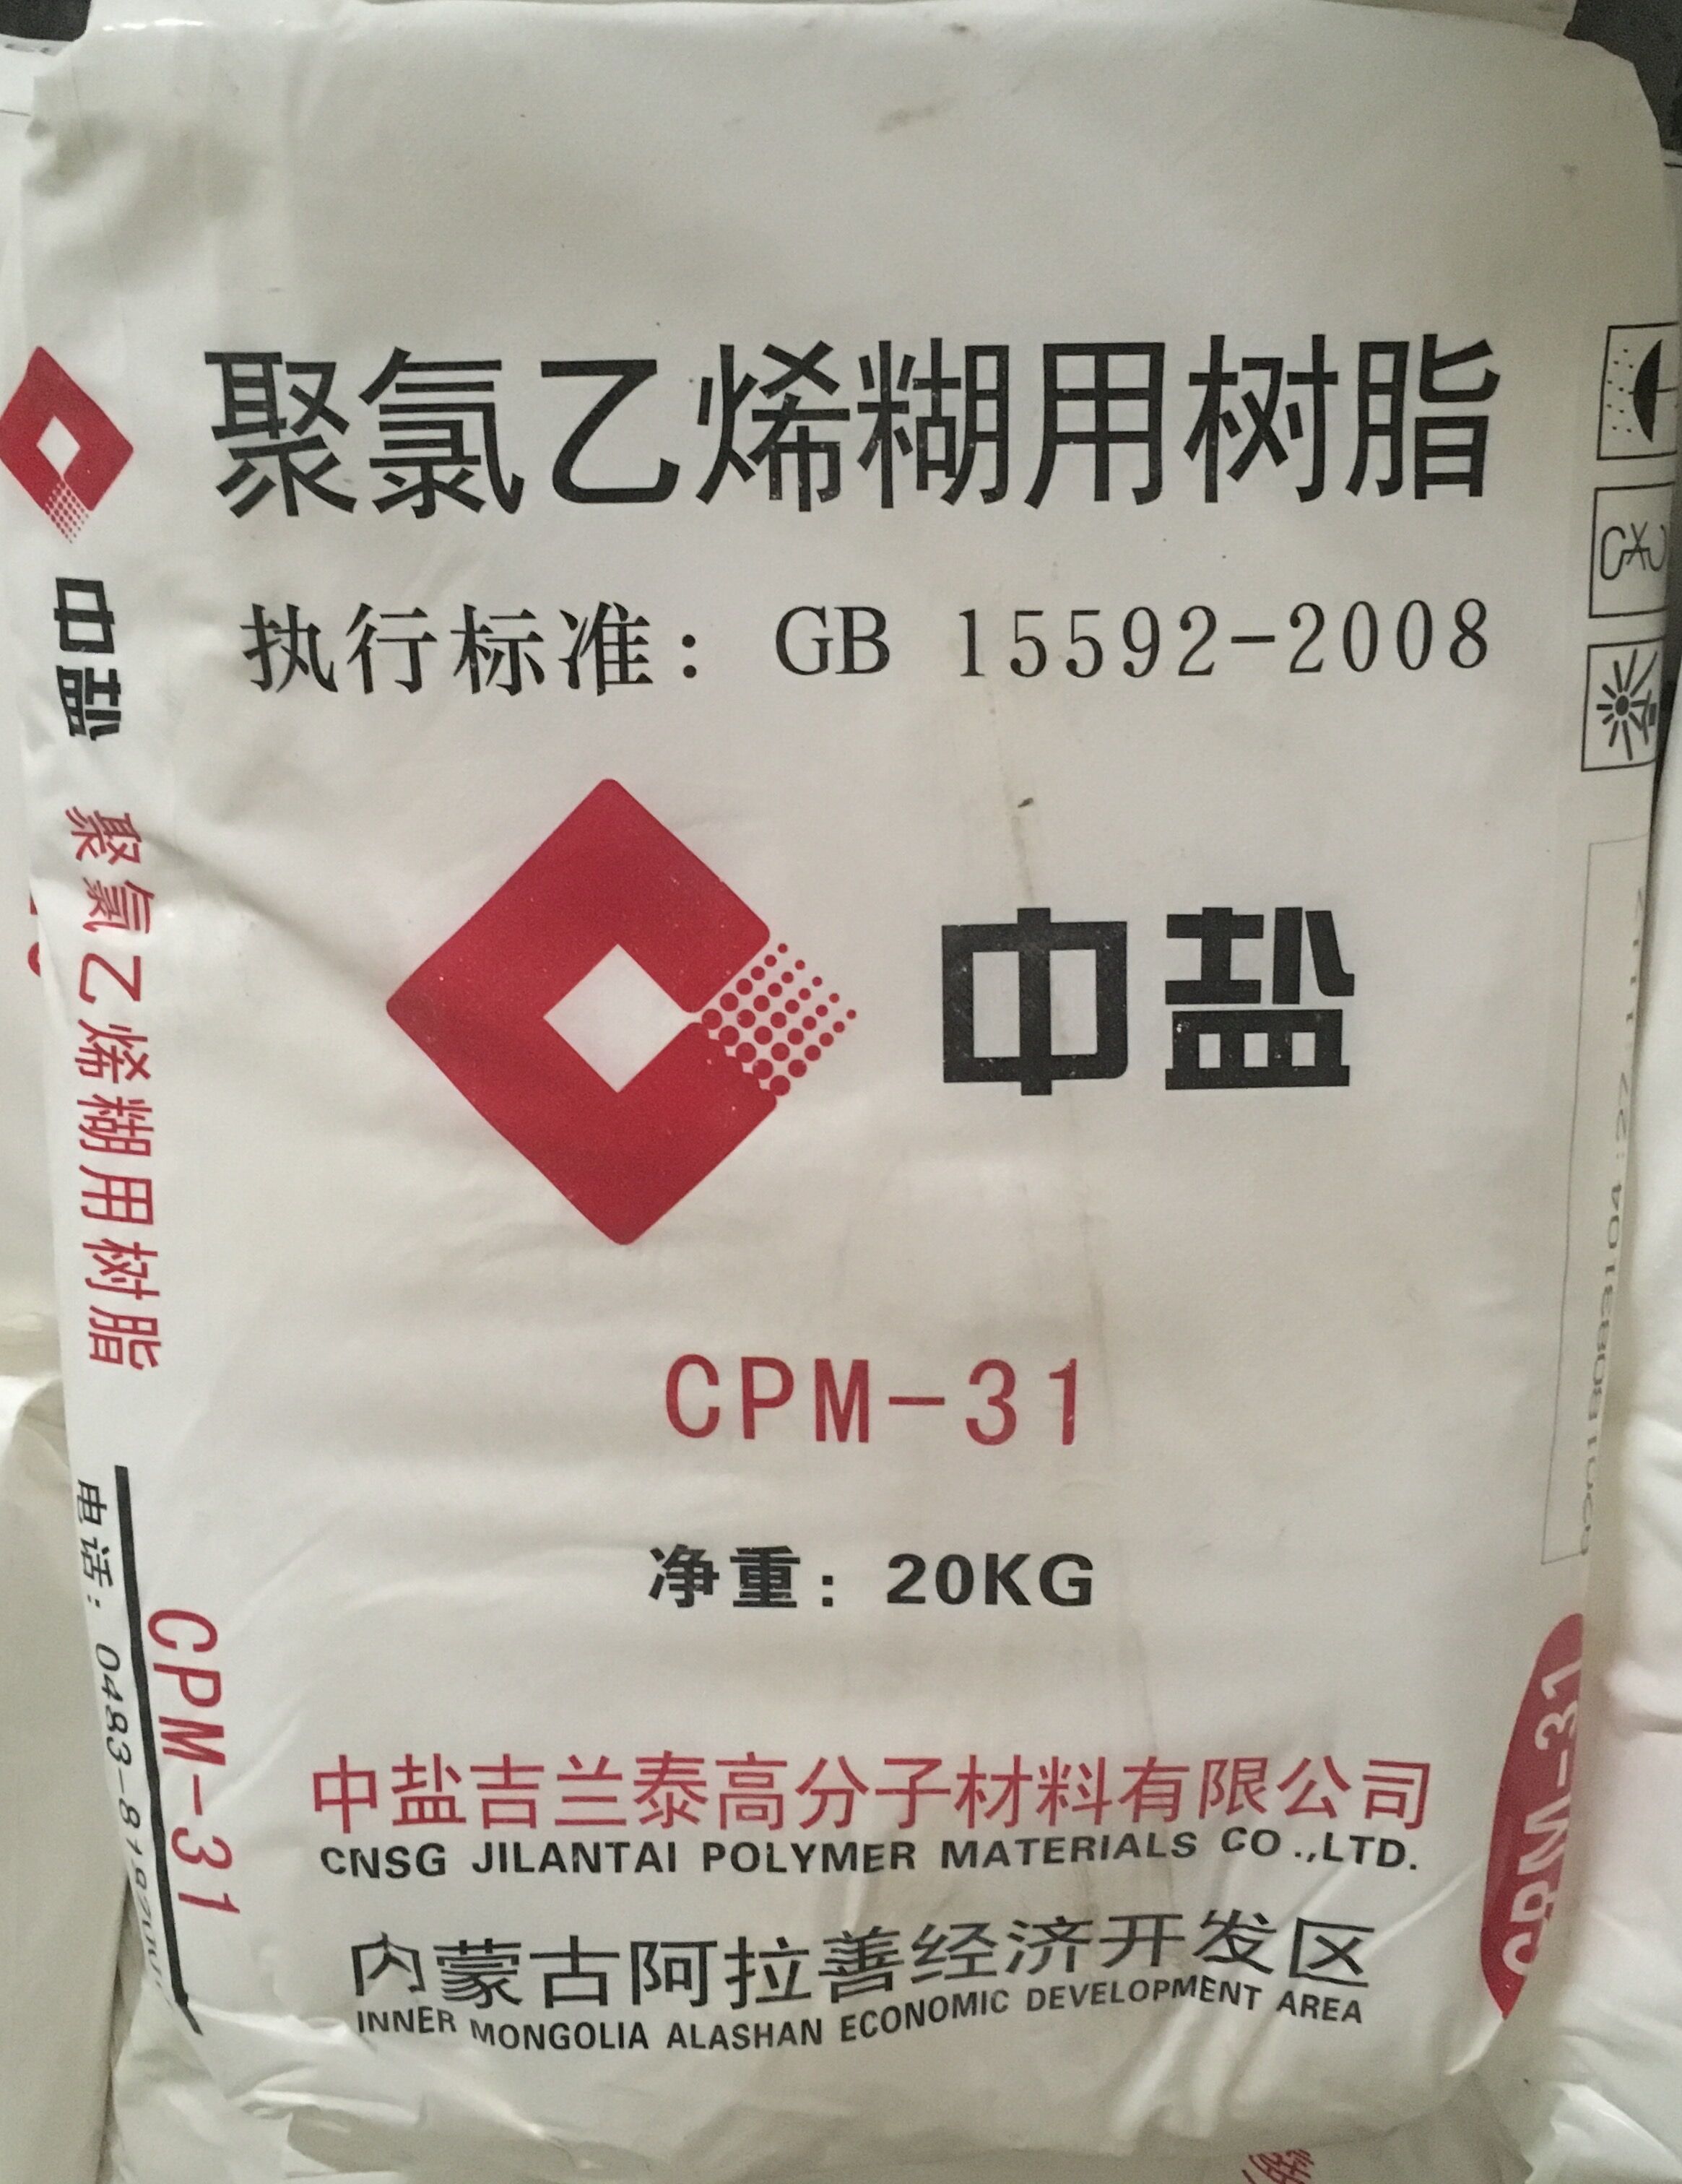 聚氯乙烯糊用树脂
执行标准：GB 15592-2008
中盐
CPM-31
净重：20KG
中盐吉兰泰高分子材料有限公司
CNSG JILANTAI POLYMER MATERIALS CO.,LTD.
内蒙古阿拉善经济开发区
INNER MONGOLIA ALASHAN ECONOMIC DEVELOPMENT AREA
中盐 聚氯乙烯糊用树脂
CPM-31
电话：
CPM-31